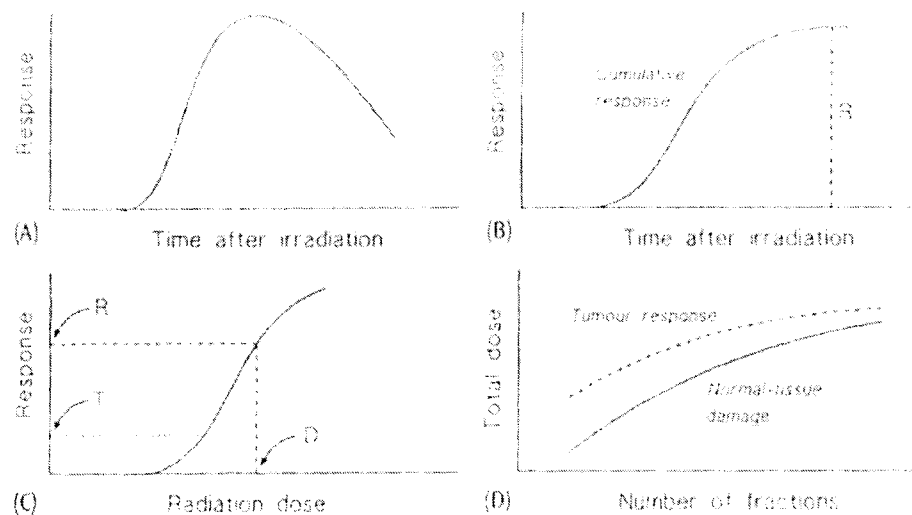 Response
(A)
Time after irradiation
Response
Cumulative
response
R
(B)
Time after irradiation
Response
R
T
D
(C)
Radiation dose
Total dose
Tumour response
Normal-tissue
damage
(D)
Number of fractions